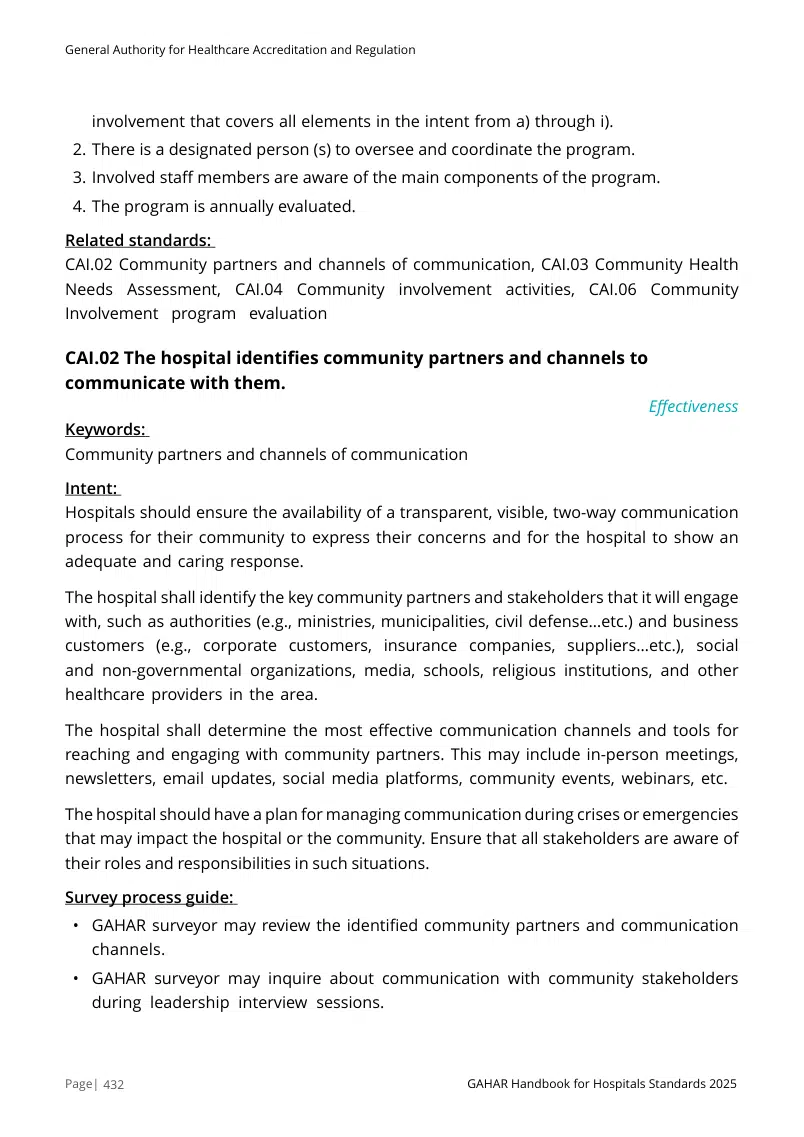 General Authority for Healthcare Accreditation and Regulation
involvement that covers all elements in the intent from a) through i).
2. There is a designated person (s) to oversee and coordinate the program.
3. Involved staff members are aware of the main components of the program.
4. The program is annually evaluated.
Related standards:
CAI.02 Community partners and channels of communication, CAI.03 Community Health
Needs Assessment, CAI.04 Community involvement activities, CAI.06 Community
Involvement program evaluation
CAI.02 The hospital identifies community partners and channels to
communicate with them.
Effectiveness
Keywords:
Community partners and channels of communication
Intent:
Hospitals should ensure the availability of a transparent, visible, two-way communication
process for their community to express their concerns and for the hospital to show an
adequate and caring response.
The hospital shall identify the key community partners and stakeholders that it will engage
with, such as authorities (e.g., ministries, municipalities, civil defense...etc.) and business
customers (e.g., corporate customers, insurance companies, suppliers...etc.), social
and non-governmental organizations, media, schools, religious institutions, and other
healthcare providers in the area.
The hospital shall determine the most effective communication channels and tools for
reaching and engaging with community partners. This may include in-person meetings,
newsletters, email updates, social media platforms, community events, webinars, etc.
The hospital should have a plan for managing communication during crises or emergencies
that may impact the hospital or the community. Ensure that all stakeholders are aware of
their roles and responsibilities in such situations.
Survey process guide:
• GAHAR surveyor may review the identified community partners and communication
channels.
• GAHAR surveyor may inquire about communication with community stakeholders
during leadership interview sessions.
Page| 432
GAHAR Handbook for Hospitals Standards 2025